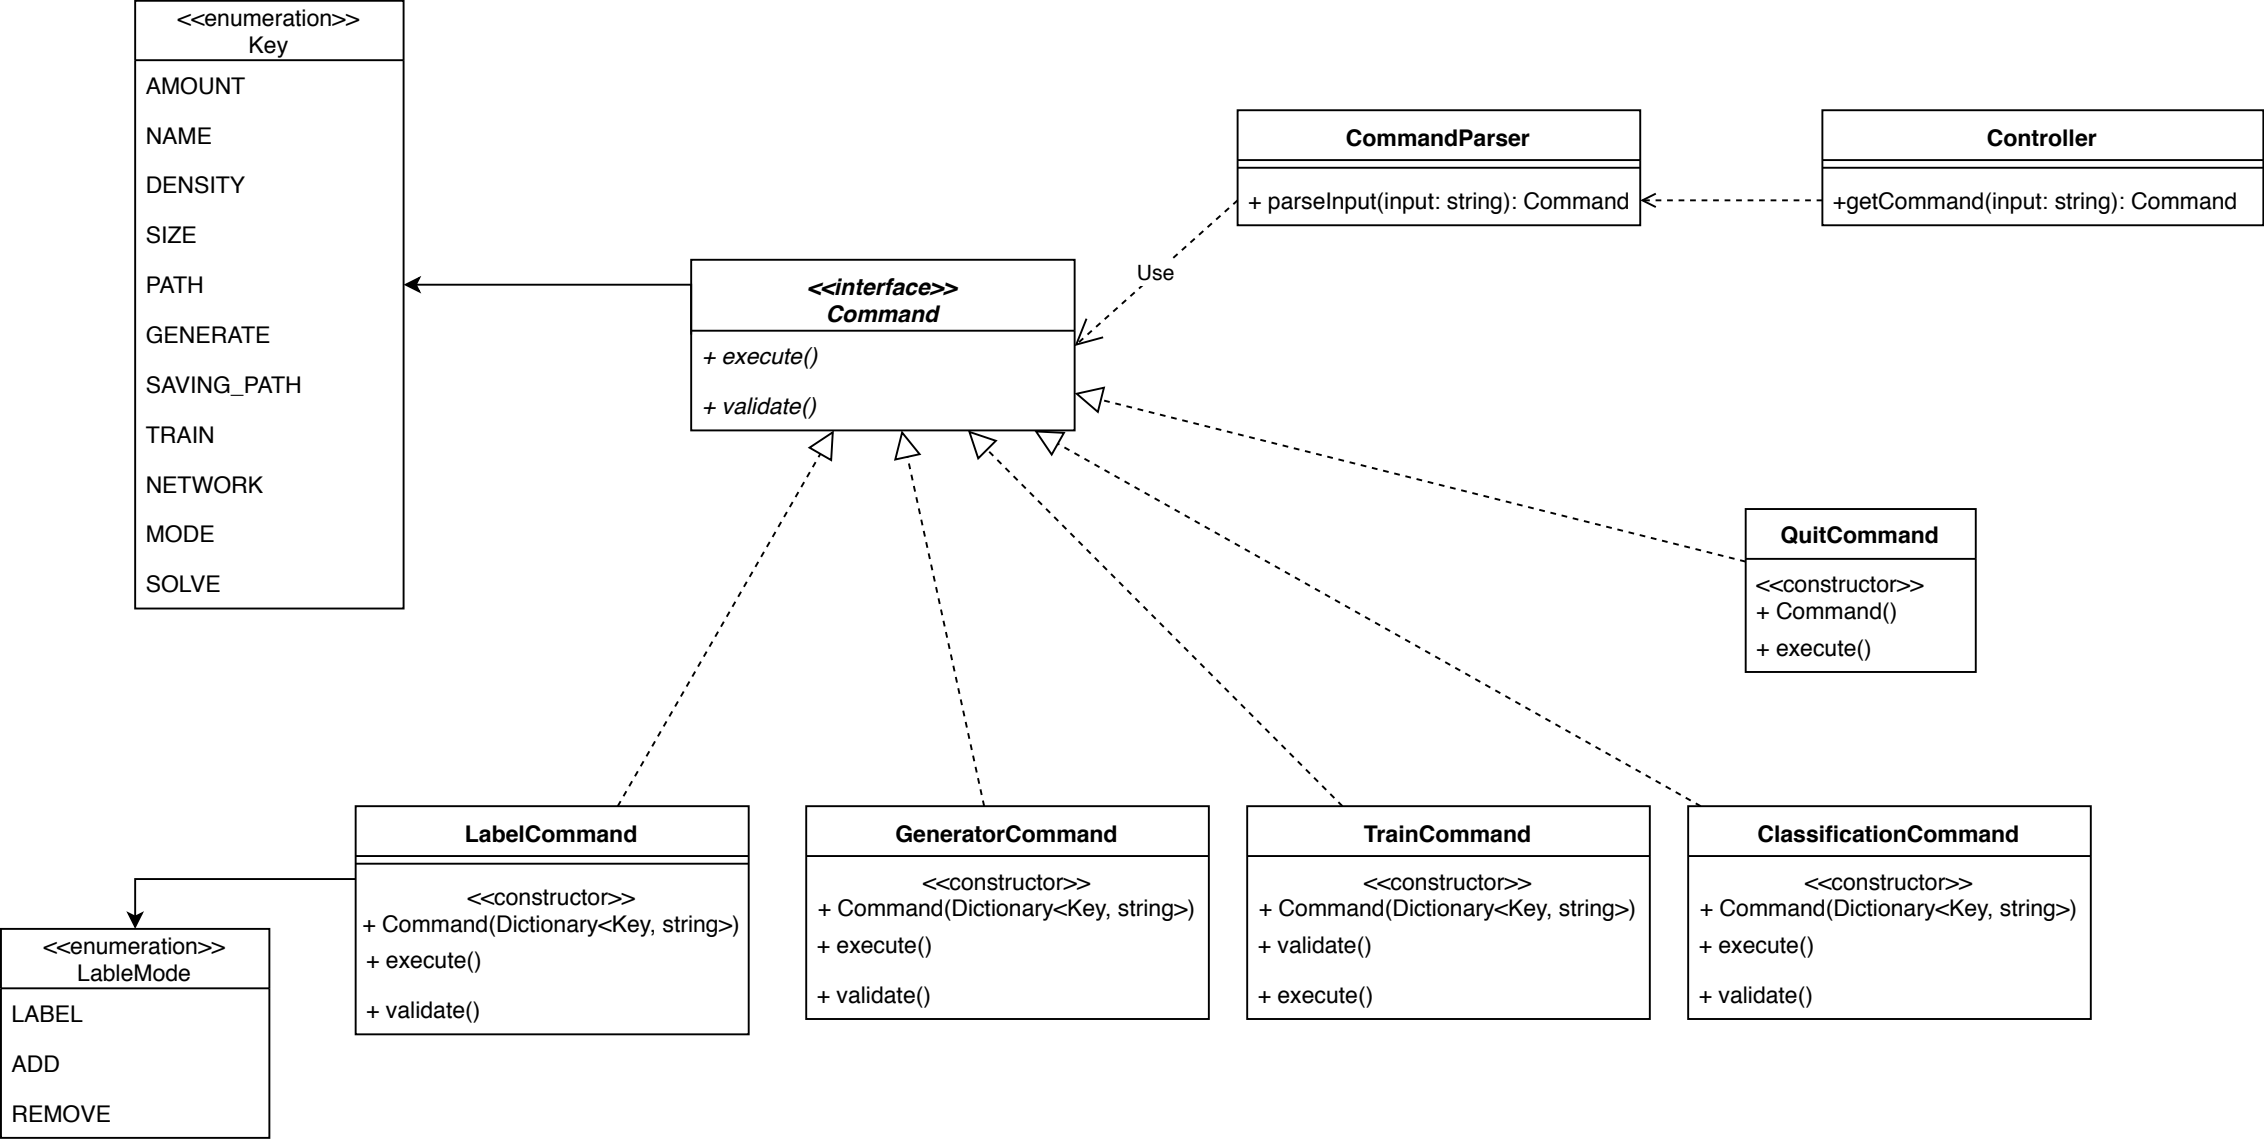 <<enumeration>>
Key
AMOUNT
NAME
DENSITY
SIZE
PATH
GENERATE
SAVING_PATH
TRAIN
NETWORK
MODE
SOLVE
CommandParser
+ parseInput(input: string): Command
Controller
+getCommand(input: string): Command
Use
<<interface>>
Command
+ execute()
+ validate()
QuitCommand
<<constructor>>
+ Command()
+ execute()
LabelCommand
<<constructor>>
+ Command(Dictionary<Key, string>)
+ execute()
+ validate()
GeneratorCommand
<<constructor>>
+ Command(Dictionary<Key, string>)
+ execute()
+ validate()
TrainCommand
<<constructor>>
+ Command(Dictionary<Key, string>)
+ validate()
+ execute()
ClassificationCommand
<<constructor>>
+ Command(Dictionary<Key, string>)
+ execute()
+ validate()
<<enumeration>>
LableMode
LABEL
ADD
REMOVE